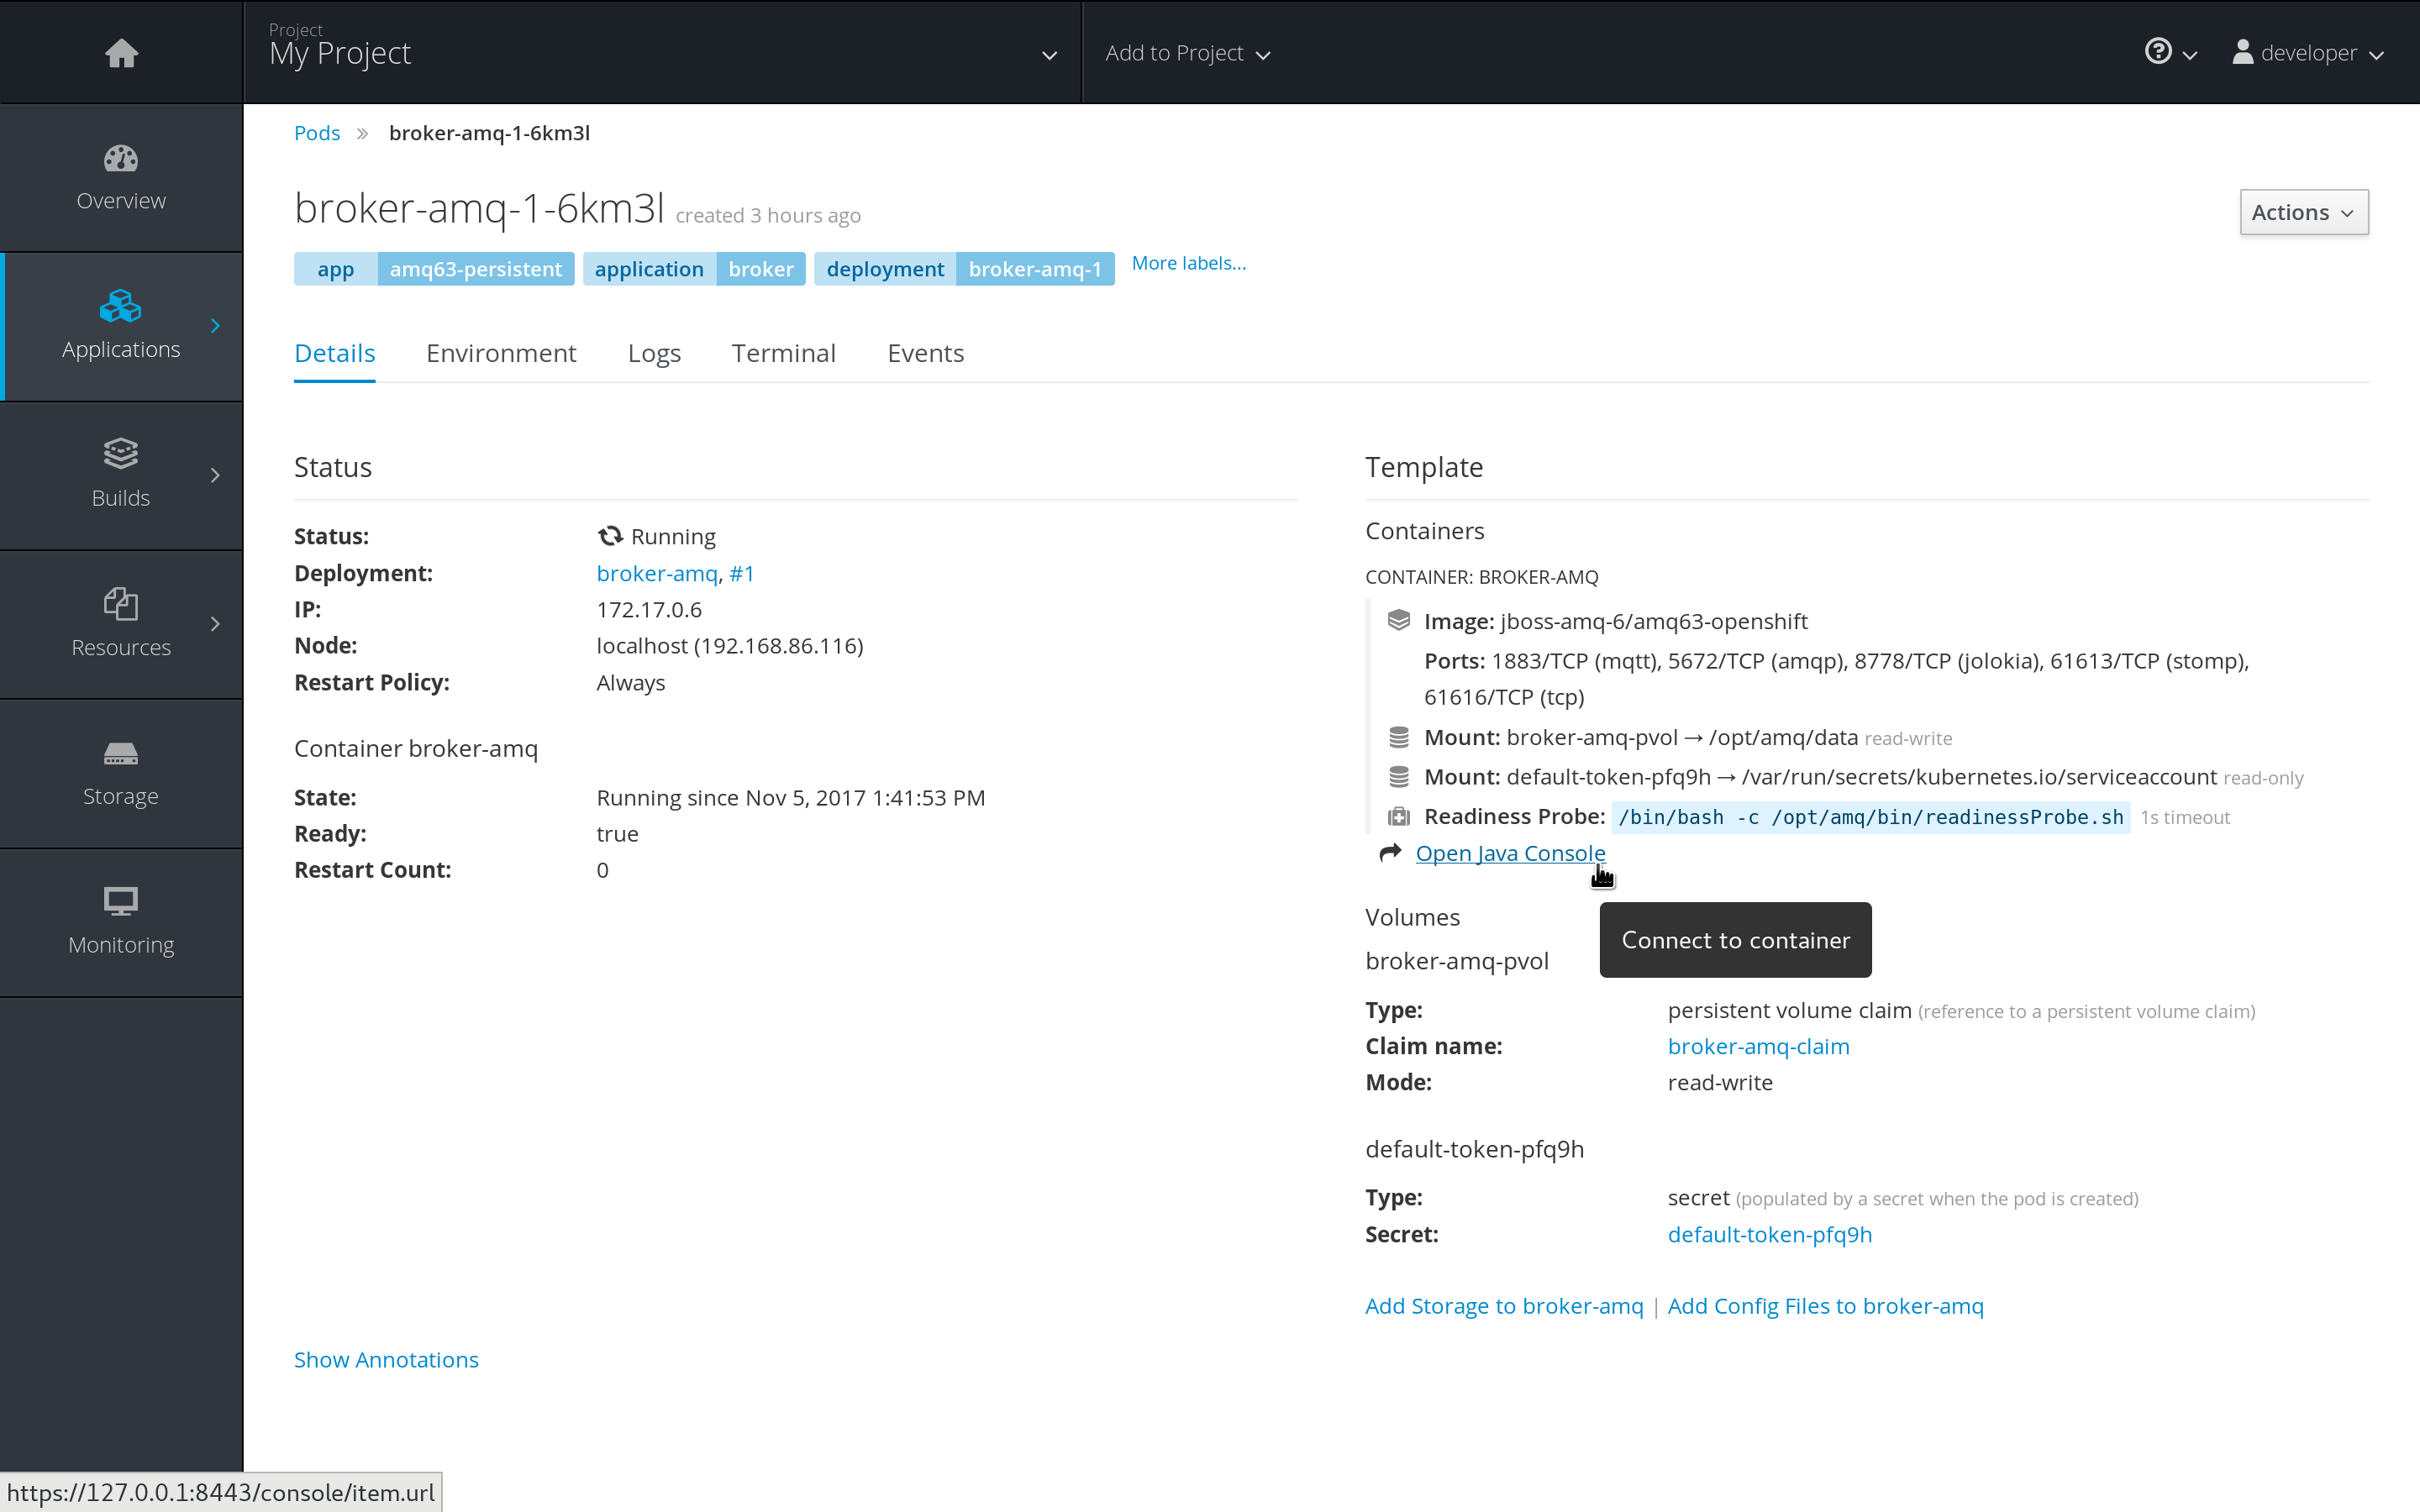 Project
My Project
Add to Project
developer
Overview
Applications
Builds
Resources
Storage
Monitoring
Pods » broker-amq-1-6km3l
broker-amq-1-6km3l created 3 hours ago
Actions
app amq63-persistent application broker deployment broker-amq-1 More labels...
Details Environment Logs Terminal Events
Status
Status: Running
Deployment: broker-amq, #1
IP: 172.17.0.6
Node: localhost (192.168.86.116)
Restart Policy: Always
Container broker-amq
State: Running since Nov 5, 2017 1:41:53 PM
Ready: true
Restart Count: 0
Template
Containers
CONTAINER: BROKER-AMQ
Image: jboss-amq-6/amq63-openshift
Ports: 1883/TCP (mqtt), 5672/TCP (amqp), 8778/TCP (jolokia), 61613/TCP (stomp),
61616/TCP (tcp)
Mount: broker-amq-pvol → /opt/amq/data read-write
Mount: default-token-pfq9h → /var/run/secrets/kubernetes.io/serviceaccount read-only
Readiness Probe: /bin/bash -c /opt/amq/bin/readinessProbe.sh 1s timeout
Open Java Console
Connect to container
Volumes
broker-amq-pvol
Type: persistent volume claim (reference to a persistent volume claim)
Claim name: broker-amq-claim
Mode: read-write
default-token-pfq9h
Type: secret (populated by a secret when the pod is created)
Secret: default-token-pfq9h
Add Storage to broker-amq | Add Config Files to broker-amq
Show Annotations
https://127.0.0.1:8443/console/item.url